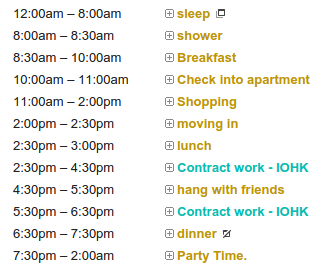 12:00am – 8:00am sleep
8:00am – 8:30am shower
8:30am – 10:00am Breakfast
10:00am – 11:00am Check into apartment
11:00am – 2:00pm Shopping
2:00pm – 2:30pm moving in
2:30pm – 3:00pm lunch
2:30pm – 4:30pm Contract work - IOHK
4:30pm – 5:30pm hang with friends
5:30pm – 6:30pm Contract work - IOHK
6:30pm – 7:30pm dinner
7:30pm – 2:00am Party Time.